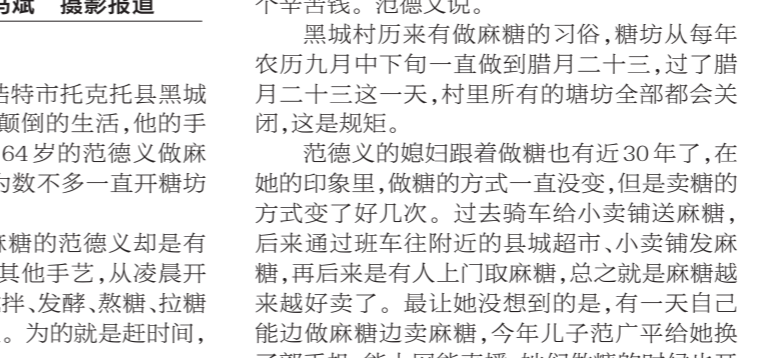 斌 摄影报道
浩特市托克托县黑城
颠倒的生活,他的手
64岁的范德义做麻
为数不多一直开糖坊
麻糖的范德义却是有
其他手艺,从凌晨开
拌、发酵、熬糖、拉糖
。为的就是赶时间,
个辛苦钱。范德义说。
黑城村历来有做麻糖的习俗,糖坊从每年
农历九月中下旬一直做到腊月二十三,过了腊
月二十三这一天,村里所有的塘坊全部都会关
闭,这是规矩。
范德义的媳妇跟着做糖也有近30年了,在
她的印象里,做糖的方式一直没变,但是卖糖的
方式变了好几次。过去骑车给小卖铺送麻糖,
后来通过班车往附近的县城超市、小卖铺发麻
糖,再后来是有人上门取麻糖,总之就是麻糖越
来越好卖了。最让她没想到的是,有一天自己
能边做麻糖边卖麻糖,今年儿子范广平给她换